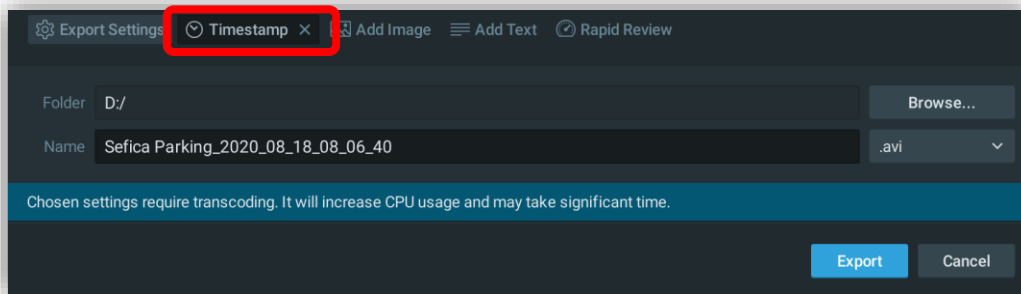 Export Settings Timestamp Add Image Add Text Rapid Review
Folder D:/ Browse...
Name Sefica Parking_2020_08_18_08_06_40 .avi
Chosen settings require transcoding. It will increase CPU usage and may take significant time.
Export Cancel